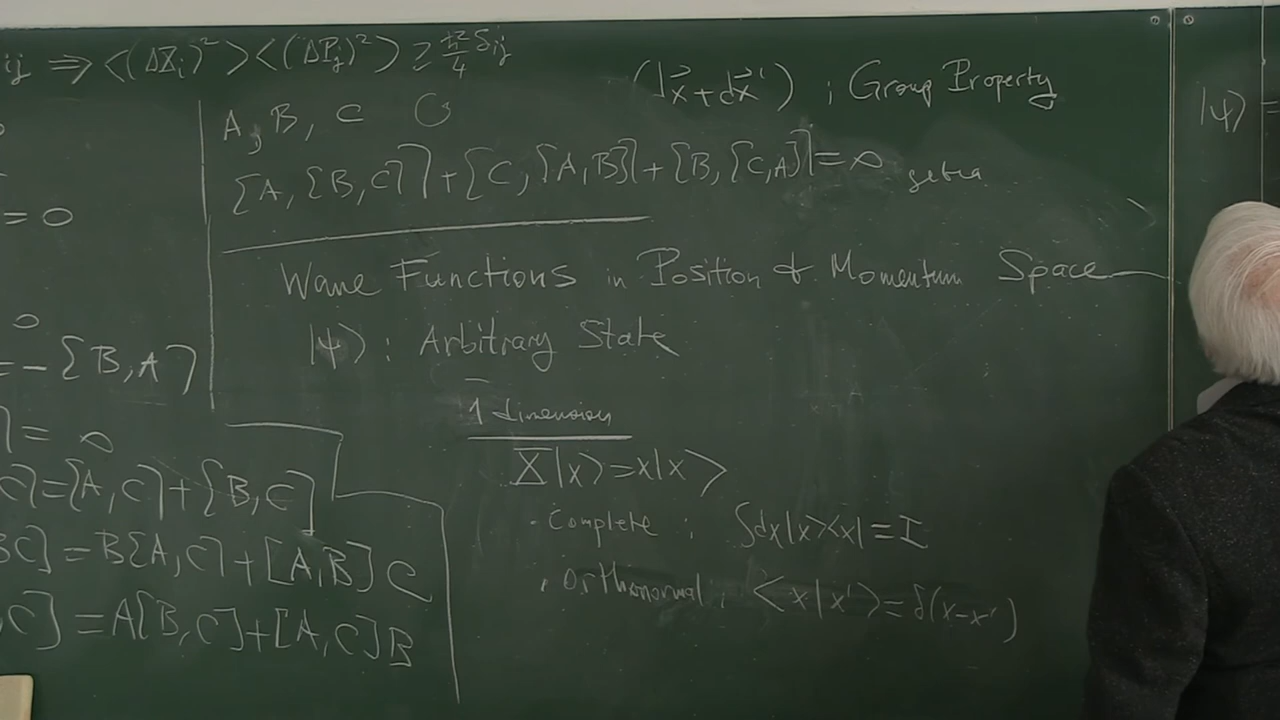 ij ⇒ <(ΔX_i)²><(ΔP_j)²> ≥ ħ²/4 δ_ij
= 0
0
= -[B, A]
] = 0
C] = [A, C] + [B, C]
BC] = B[A, C] + [A, B] C
, C] = A[B, C] + [A, C] B
(|x⃗ + dx⃗'⟩) ; Group Property
A, B, C
[A, [B, C]] + [C, [A, B]] + [B, [C, A]] = 0
Wave Functions in Position & Momentum Space
|ψ⟩ : Arbitrary State
1 dimension
X|x⟩ = x|x⟩
· Complete : ∫dx|x><x| = I
· Orthonormal : <x|x'> = δ(x-x')
|ψ⟩ =